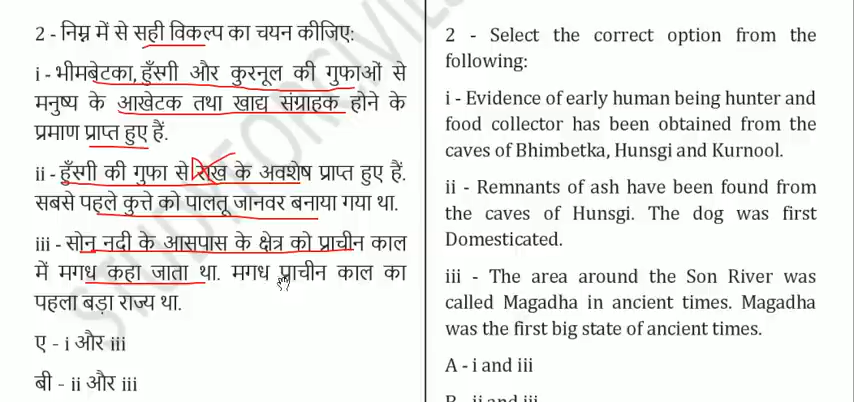 2 - निम्न में से सही विकल्प का चयन कीजिए:
i - भीमबेटका, हुँस्गी और कुरनूल की गुफाओं से
मनुष्य के आखेटक तथा खाद्य संग्राहक होने के
प्रमाण प्राप्त हुए हैं.
ii - हुँस्गी की गुफा से राख के अवशेष प्राप्त हुए हैं.
सबसे पहले कुत्ते को पालतू जानवर बनाया गया था.
iii - सोन नदी के आसपास के क्षेत्र को प्राचीन काल
में मगध कहा जाता था. मगध प्राचीन काल का
पहला बड़ा राज्य था.
ए - i और iii
बी - ii और iii
2 - Select the correct option from the
following:
i - Evidence of early human being hunter and
food collector has been obtained from the
caves of Bhimbetka, Hunsgi and Kurnool.
ii - Remnants of ash have been found from
the caves of Hunsgi. The dog was first
Domesticated.
iii - The area around the Son River was
called Magadha in ancient times. Magadha
was the first big state of ancient times.
A - i and iii
B - ii and iii
STUDYFORCIVILS